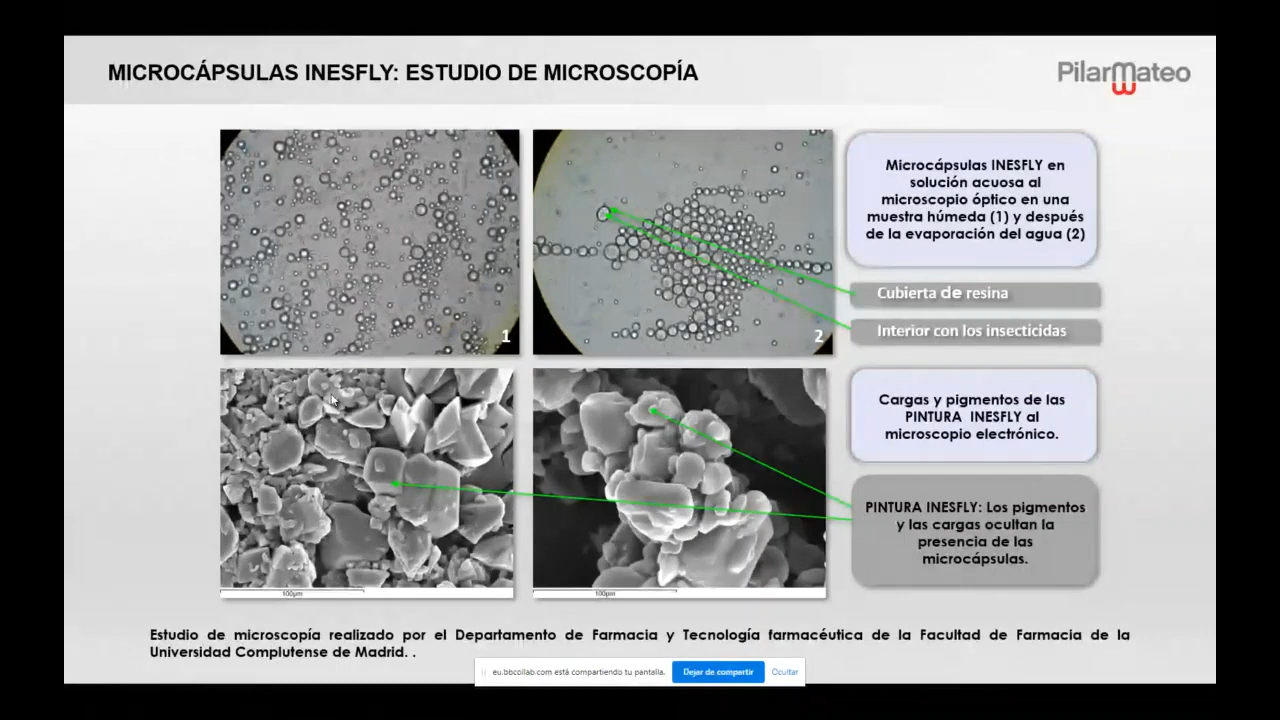 MICROCÁPSULAS INESFLY: ESTUDIO DE MICROSCOPÍA
PilarMateo
Microcápsulas INESFLY en
solución acuosa al
microscopio óptico en una
muestra húmeda (1) y después
de la evaporación del agua (2)
1
2
Cubierta de resina
Interior con los insecticidas
Cargas y pigmentos de las
PINTURA INESFLY al
microscopio electrónico.
PINTURA INESFLY: Los pigmentos
y las cargas ocultan la
presencia de las
microcápsulas.
100µm
100µm
Estudio de microscopía realizado por el Departamento de Farmacia y Tecnología farmacéutica de la Facultad de Farmacia de la
Universidad Complutense de Madrid. .
eu.bbcollab.com está compartiendo tu pantalla.
Dejar de compartir
Ocultar